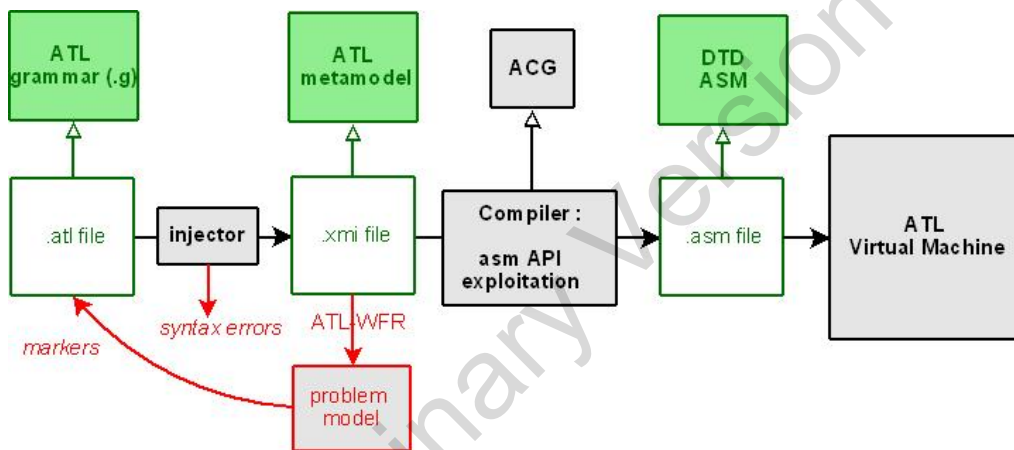 ATL
grammar (.g)
ATL
metamodel
ACG
DTD
ASM
.atl file
injector
.xmi file
Compiler :
asm API
exploitation
.asm file
ATL
Virtual Machine
markers
syntax errors
ATL-WFR
problem
model
inary Version